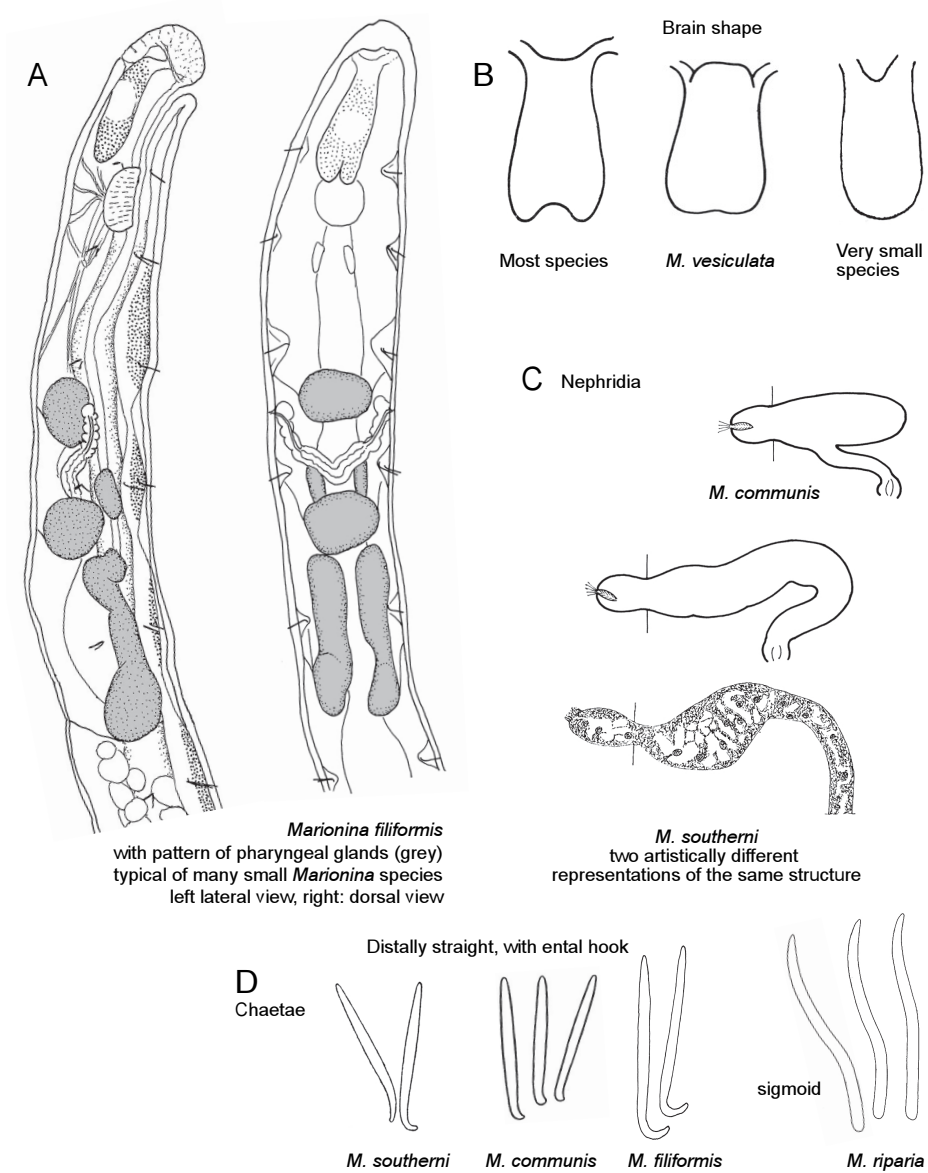 A
Brain shape
B
Most species
M. vesiculata
Very small
species
C
Nephridia
M. communis
Marionina filiformis
with pattern of pharyngeal glands (grey)
typical of many small Marionina species
left lateral view, right: dorsal view
M. southerni
two artistically different
representations of the same structure
Distally straight, with ental hook
D
Chaetae
sigmoid
M. southerni
M. communis
M. filiformis
M. riparia